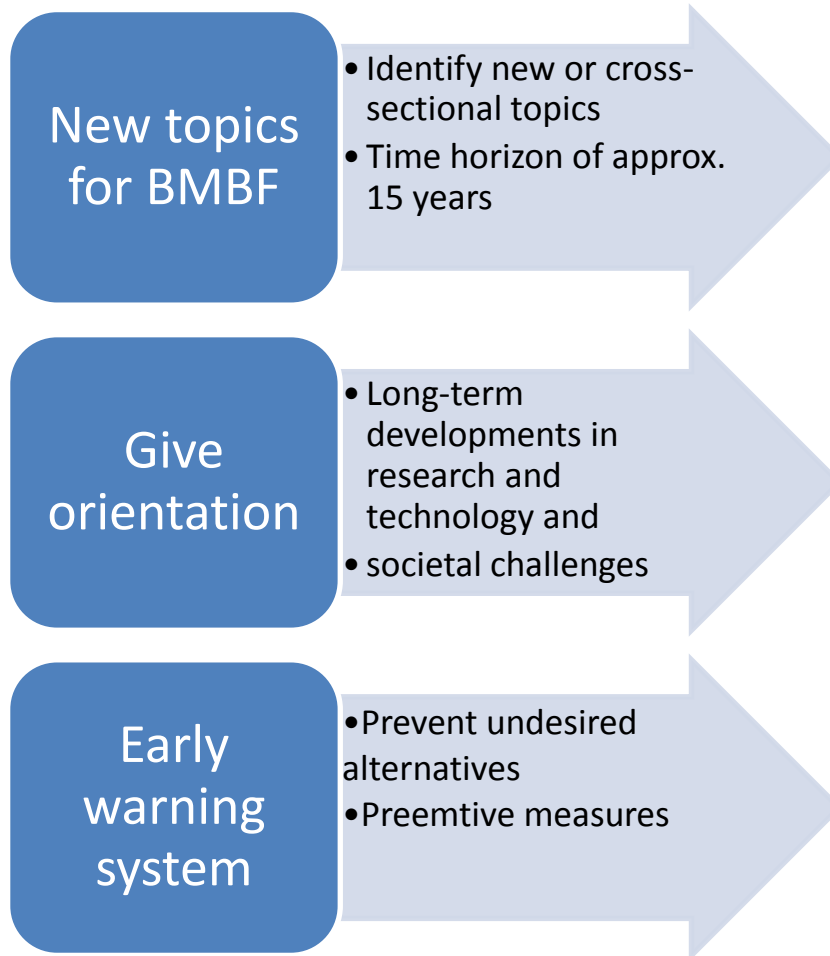 New topics
for BMBF
• Identify new or cross-
sectional topics
• Time horizon of approx.
15 years
Give
orientation
• Long-term
developments in
research and
technology and
• societal challenges
Early
warning
system
•Prevent undesired
alternatives
•Preemtive measures